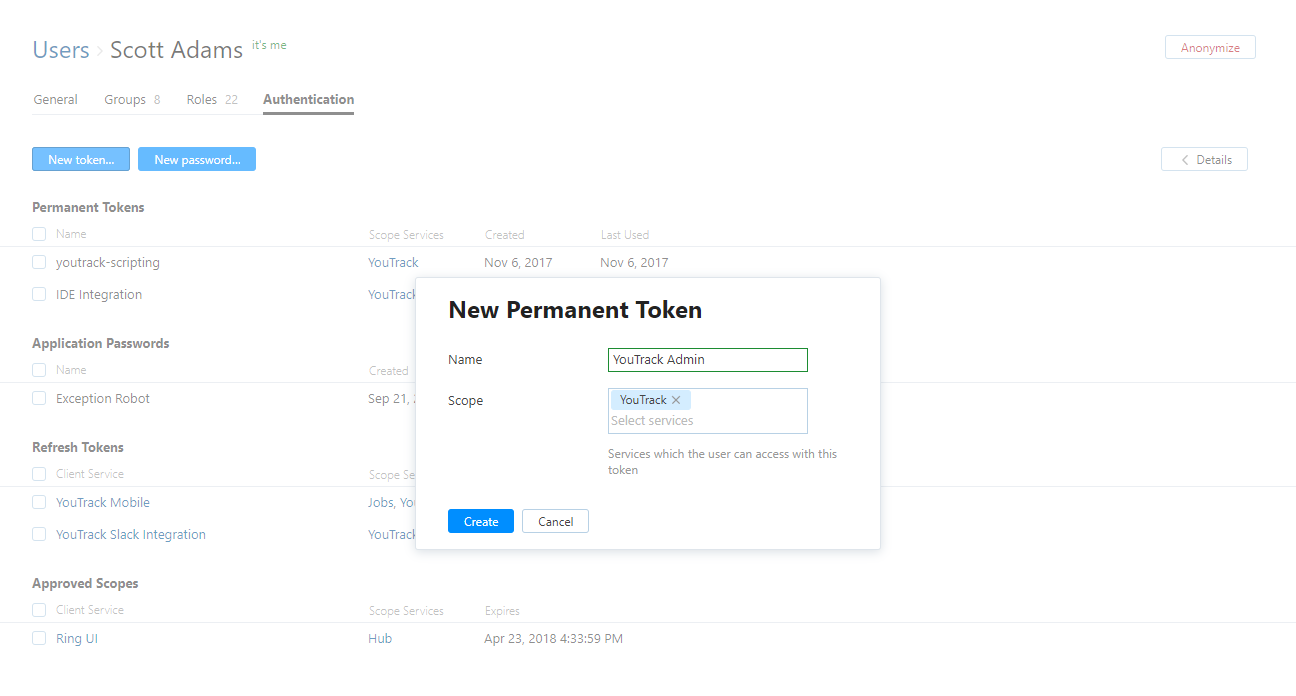 Users › Scott Adams it's me
Anonymize
General Groups 8 Roles 22 Authentication
New token... New password...
Details
Permanent Tokens
Name Scope Services Created Last Used
youtrack-scripting YouTrack Nov 6, 2017 Nov 6, 2017
IDE Integration YouTrack
Application Passwords
Name Created
Exception Robot Sep 21,
Refresh Tokens
Client Service Scope Se
YouTrack Mobile Jobs, You
YouTrack Slack Integration YouTrack
Approved Scopes
Client Service Scope Services Expires
Ring UI Hub Apr 23, 2018 4:33:59 PM
New Permanent Token
Name YouTrack Admin
Scope YouTrack ×
Select services
Services which the user can access with this
token
Create Cancel